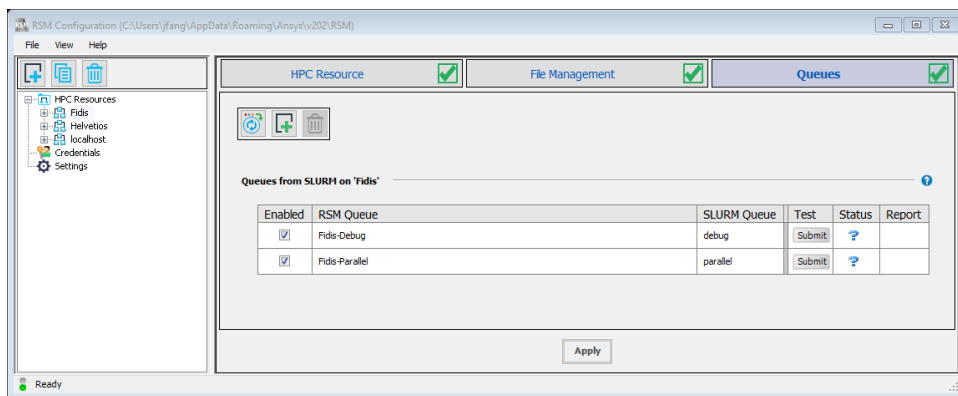 RSM Configuration (C:\Users\jfang\AppData\Roaming\Ansys\v202\RSM)
File View Help
HPC Resource File Management Queues
HPC Resources
Fidis
Helvetios
localhost
Credentials
Settings
Queues from SLURM on 'Fidis'
Enabled RSM Queue SLURM Queue Test Status Report
Fidis-Debug debug Submit ?
Fidis-Parallel parallel Submit ?
Apply
Ready